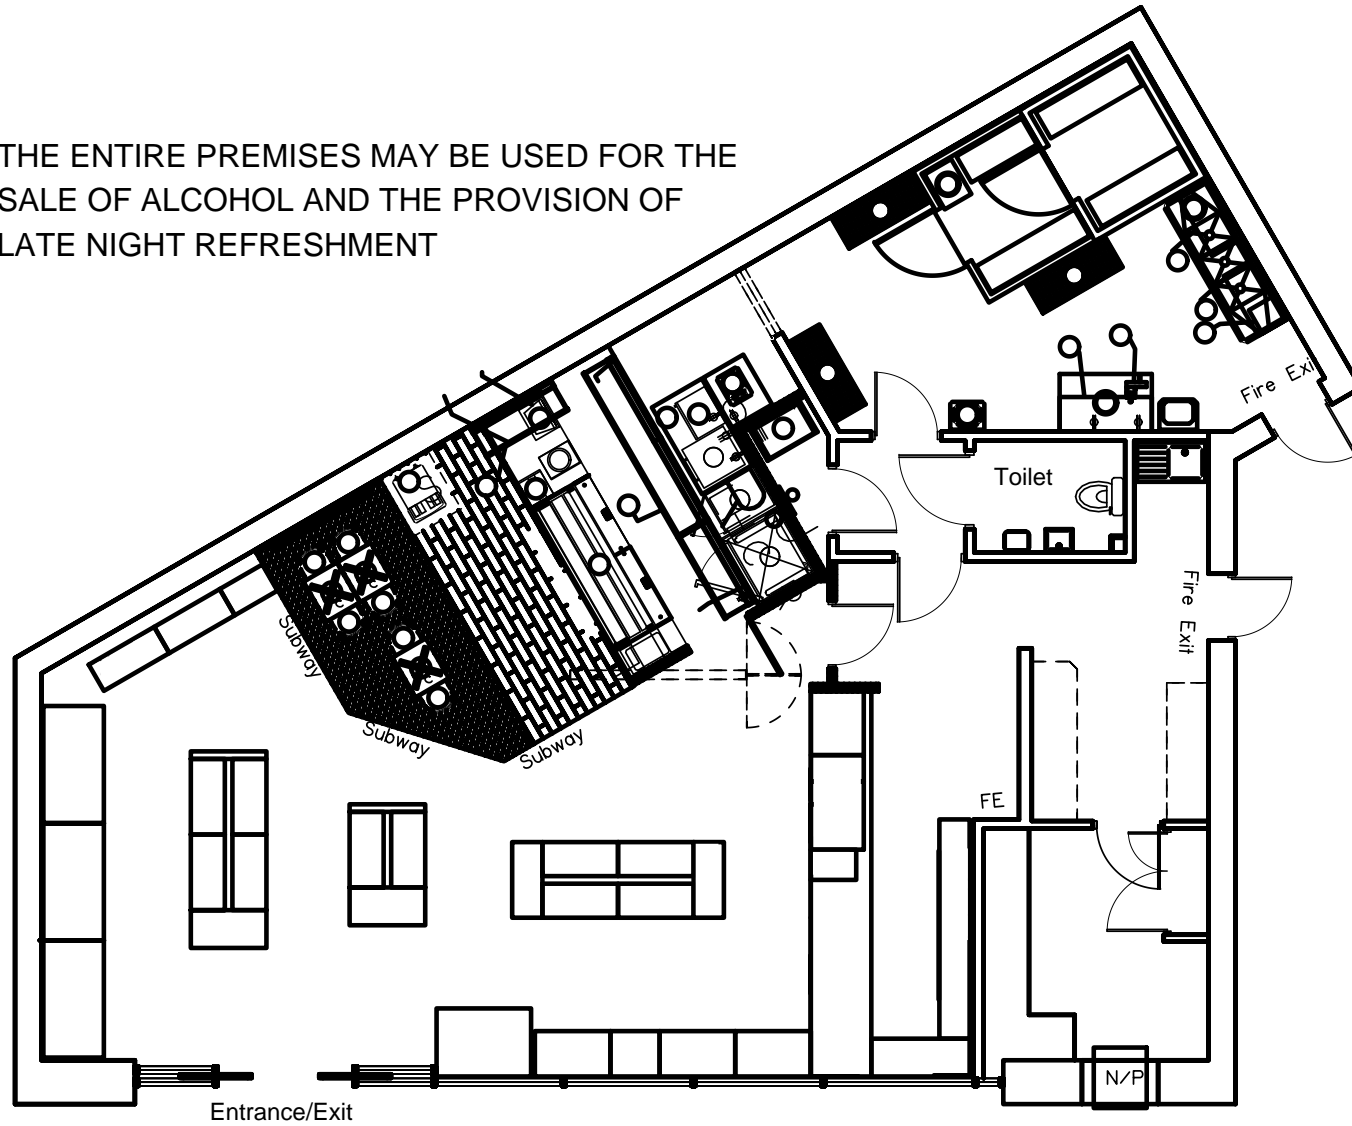 THE ENTIRE PREMISES MAY BE USED FOR THE
SALE OF ALCOHOL AND THE PROVISION OF
LATE NIGHT REFRESHMENT
Fire Exi
Toilet
Fire Exit
Subway
Subway
Subway
FE
N/P
Entrance/Exit